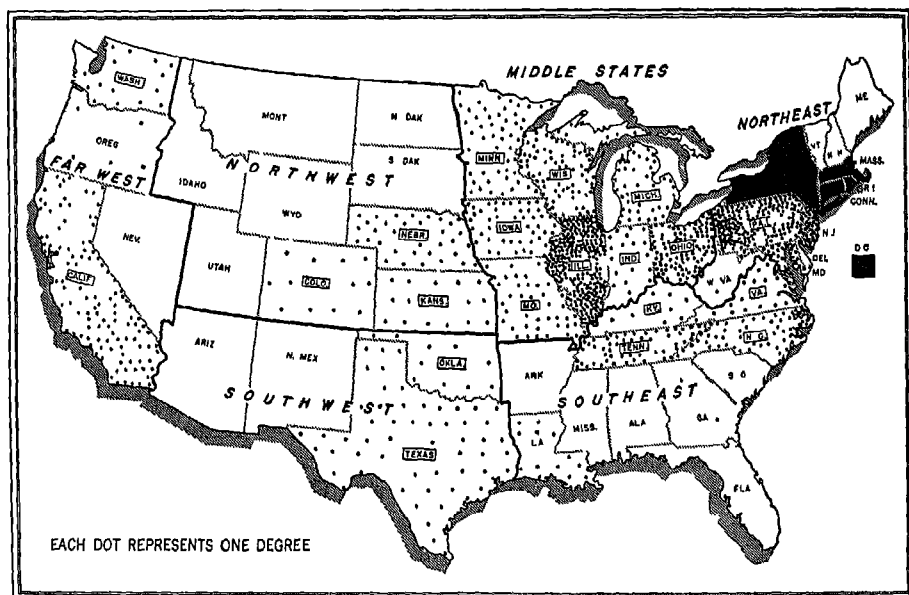 MIDDLE STATES
NORTHEAST
FAR WEST
NORTHWEST
SOUTHWEST
SOUTHEAST
WASH.
OREG
CALIF
NEV.
IDAHO
MONT
WYO
UTAH
COLO.
ARIZ
N. MEX
N DAK
S DAK
NEBR.
KANS.
OKLA.
TEXAS
MINN
IOWA
MO.
ARK
LA
WIS.
ILL.
MICH.
IND
OHIO
KY.
TENN.
MISS.
ALA
GA
FLA
S C
N C.
VA.
W. VA
PA.
ME
VT.
N H
MASS.
R I
CONN.
N J
DEL
MD
D C
EACH DOT REPRESENTS ONE DEGREE